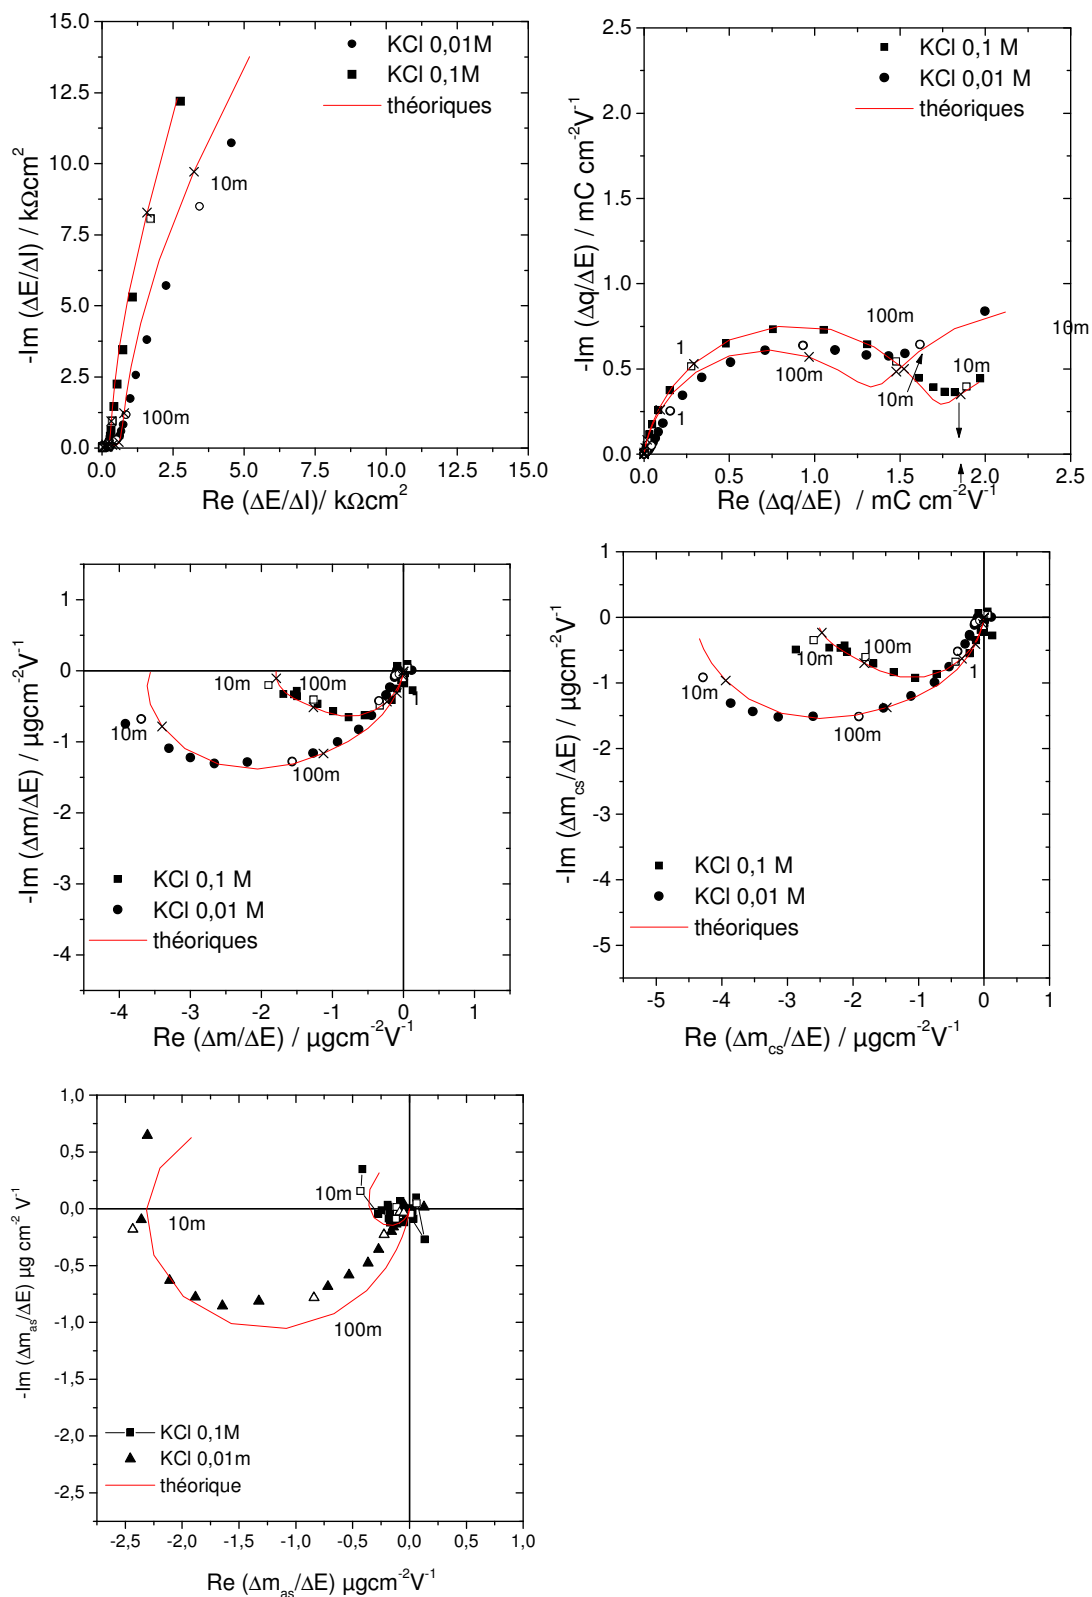 15.0
12.5
10.0
7.5
5.0
2.5
0.0
-Im (ΔE/ΔI) / kΩcm²
KCl 0,01M
KCl 0,1M
théoriques
10m
100m
0.0 2.5 5.0 7.5 10.0 12.5 15.0
Re (ΔE/ΔI)/ kΩcm²
2.5
2.0
1.5
1.0
0.5
0.0
-Im (Δq/ΔE) / mC cm⁻²V⁻¹
KCl 0,1 M
KCl 0,01 M
théoriques
1
100m
10m
100m
10m
10m
1
0.0 0.5 1.0 1.5 2.0 2.5
Re (Δq/ΔE) / mC cm⁻²V⁻¹
1
0
-1
-2
-3
-4
-Im (Δm/ΔE) / µgcm⁻²V⁻¹
10m 100m
1
10m
100m
KCl 0,1 M
KCl 0,01 M
théoriques
-4 -3 -2 -1 0 1
Re (Δm/ΔE) / µgcm⁻²V⁻¹
1
0
-1
-2
-3
-4
-5
-Im (Δm_cs/ΔE) / µgcm⁻²V⁻¹
100m
10m
1
10m
100m
KCl 0,1 M
KCl 0,01 M
théoriques
-5 -4 -3 -2 -1 0 1
Re (Δm_cs/ΔE) / µgcm⁻²V⁻¹
1,0
0,5
0,0
-0,5
-1,0
-1,5
-2,0
-2,5
-Im (Δm_as/ΔE) µg cm⁻² V⁻¹
10m
10m
100m
KCl 0,1M
KCl 0,01m
théorique
-2,5 -2,0 -1,5 -1,0 -0,5 0,0 0,5 1,0
Re (Δm_as/ΔE) µgcm⁻²V⁻¹